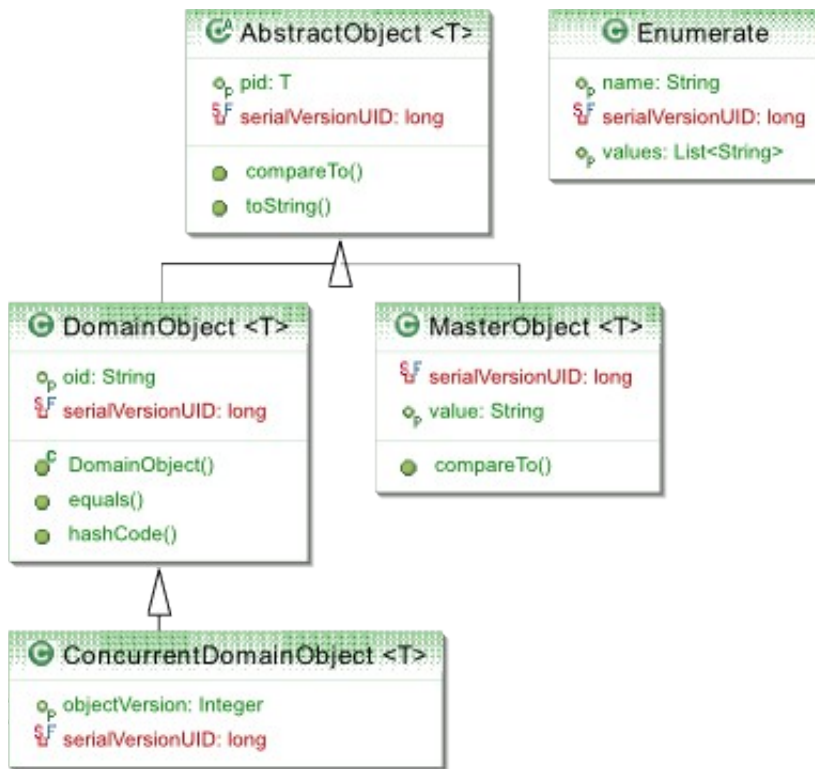 AbstractObject <T>
pid: T
serialVersionUID: long
compareTo()
toString()
Enumerate
name: String
serialVersionUID: long
values: List<String>
DomainObject <T>
oid: String
serialVersionUID: long
DomainObject()
equals()
hashCode()
MasterObject <T>
serialVersionUID: long
value: String
compareTo()
ConcurrentDomainObject <T>
objectVersion: Integer
serialVersionUID: long